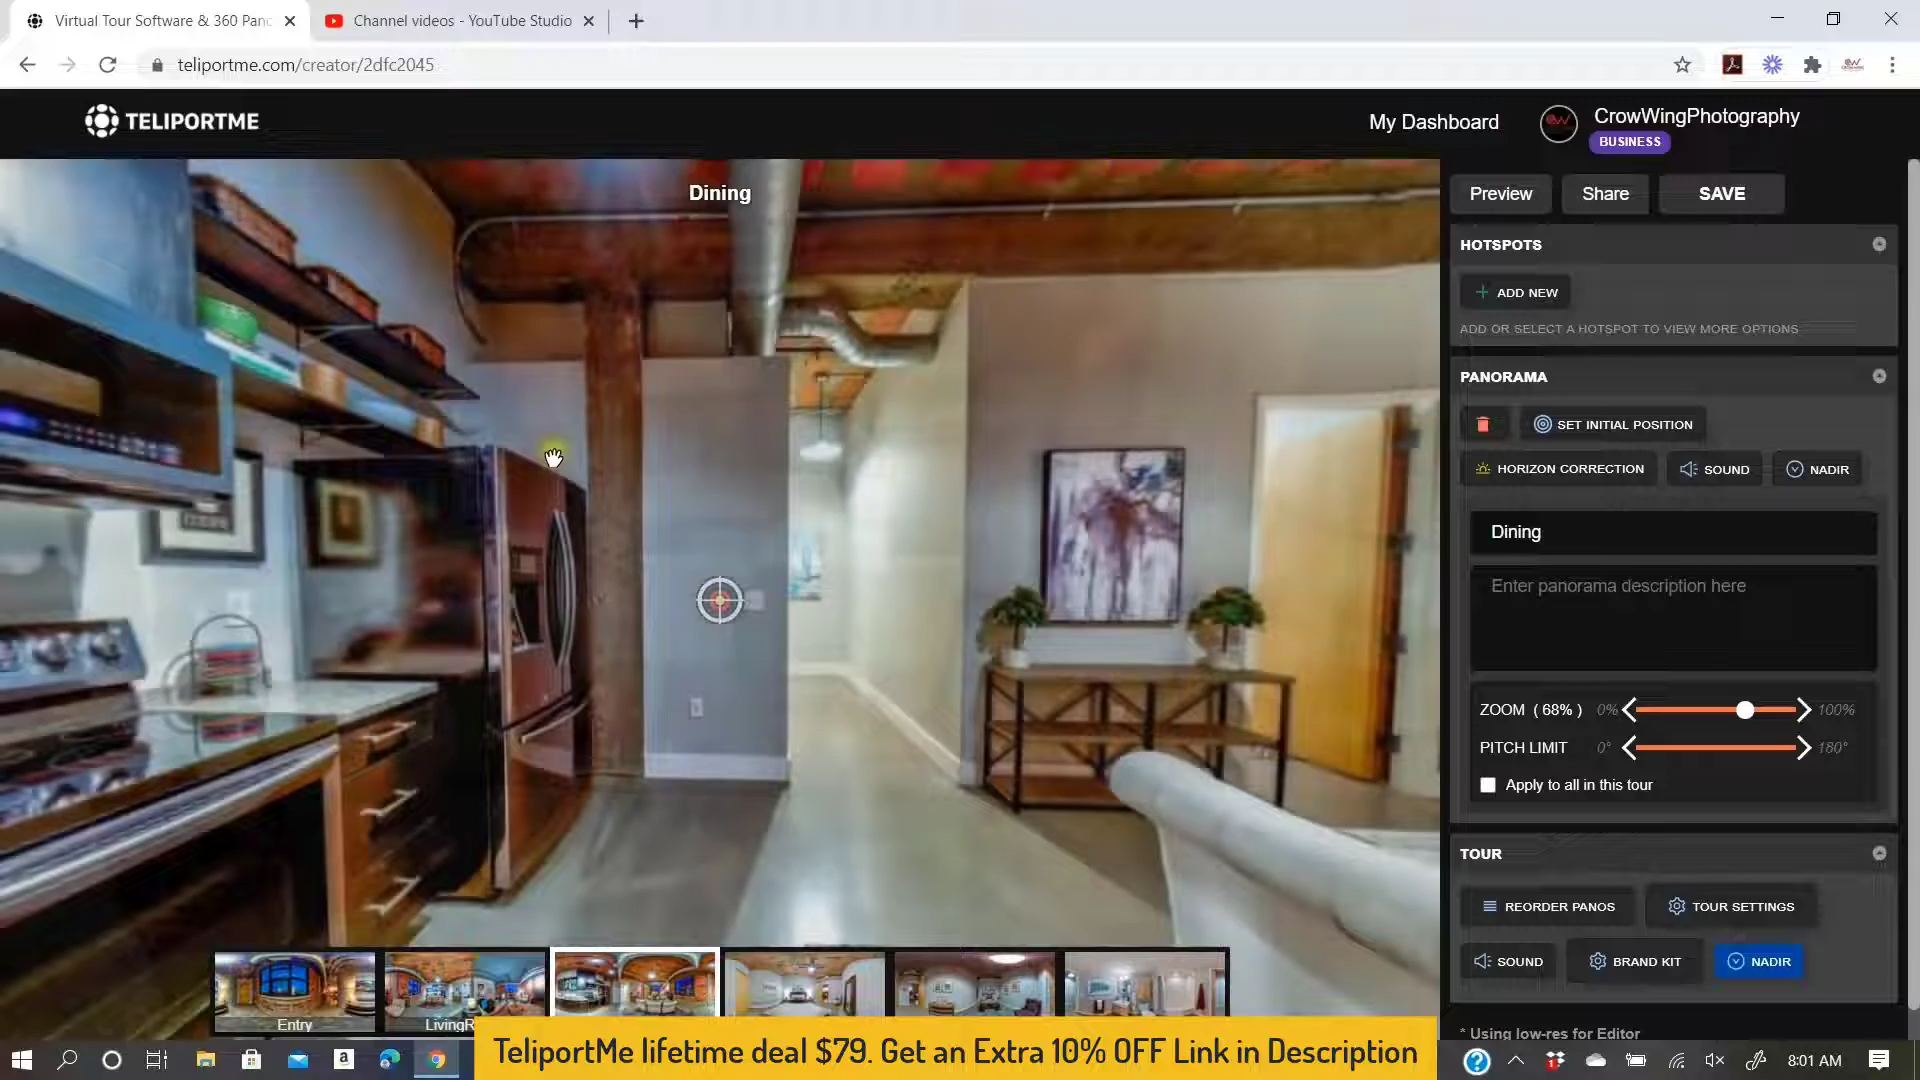 Virtual Tour Software & 360 Pan
Channel videos - YouTube Studio
teliportme.com/creator/2dfc2045
TELIPORTME
My Dashboard
CrowWingPhotography
BUSINESS
Dining
Preview
Share
SAVE
HOTSPOTS
+ ADD NEW
ADD OR SELECT A HOTSPOT TO VIEW MORE OPTIONS
PANORAMA
SET INITIAL POSITION
HORIZON CORRECTION
SOUND
NADIR
Dining
Enter panorama description here
ZOOM ( 68% ) 0% 100%
PITCH LIMIT 0° 180°
Apply to all in this tour
TOUR
REORDER PANOS
TOUR SETTINGS
SOUND
BRAND KIT
NADIR
* Using low-res for Editor
Entry
LivingR
TeliportMe lifetime deal $79. Get an Extra 10% OFF Link in Description
8:01 AM